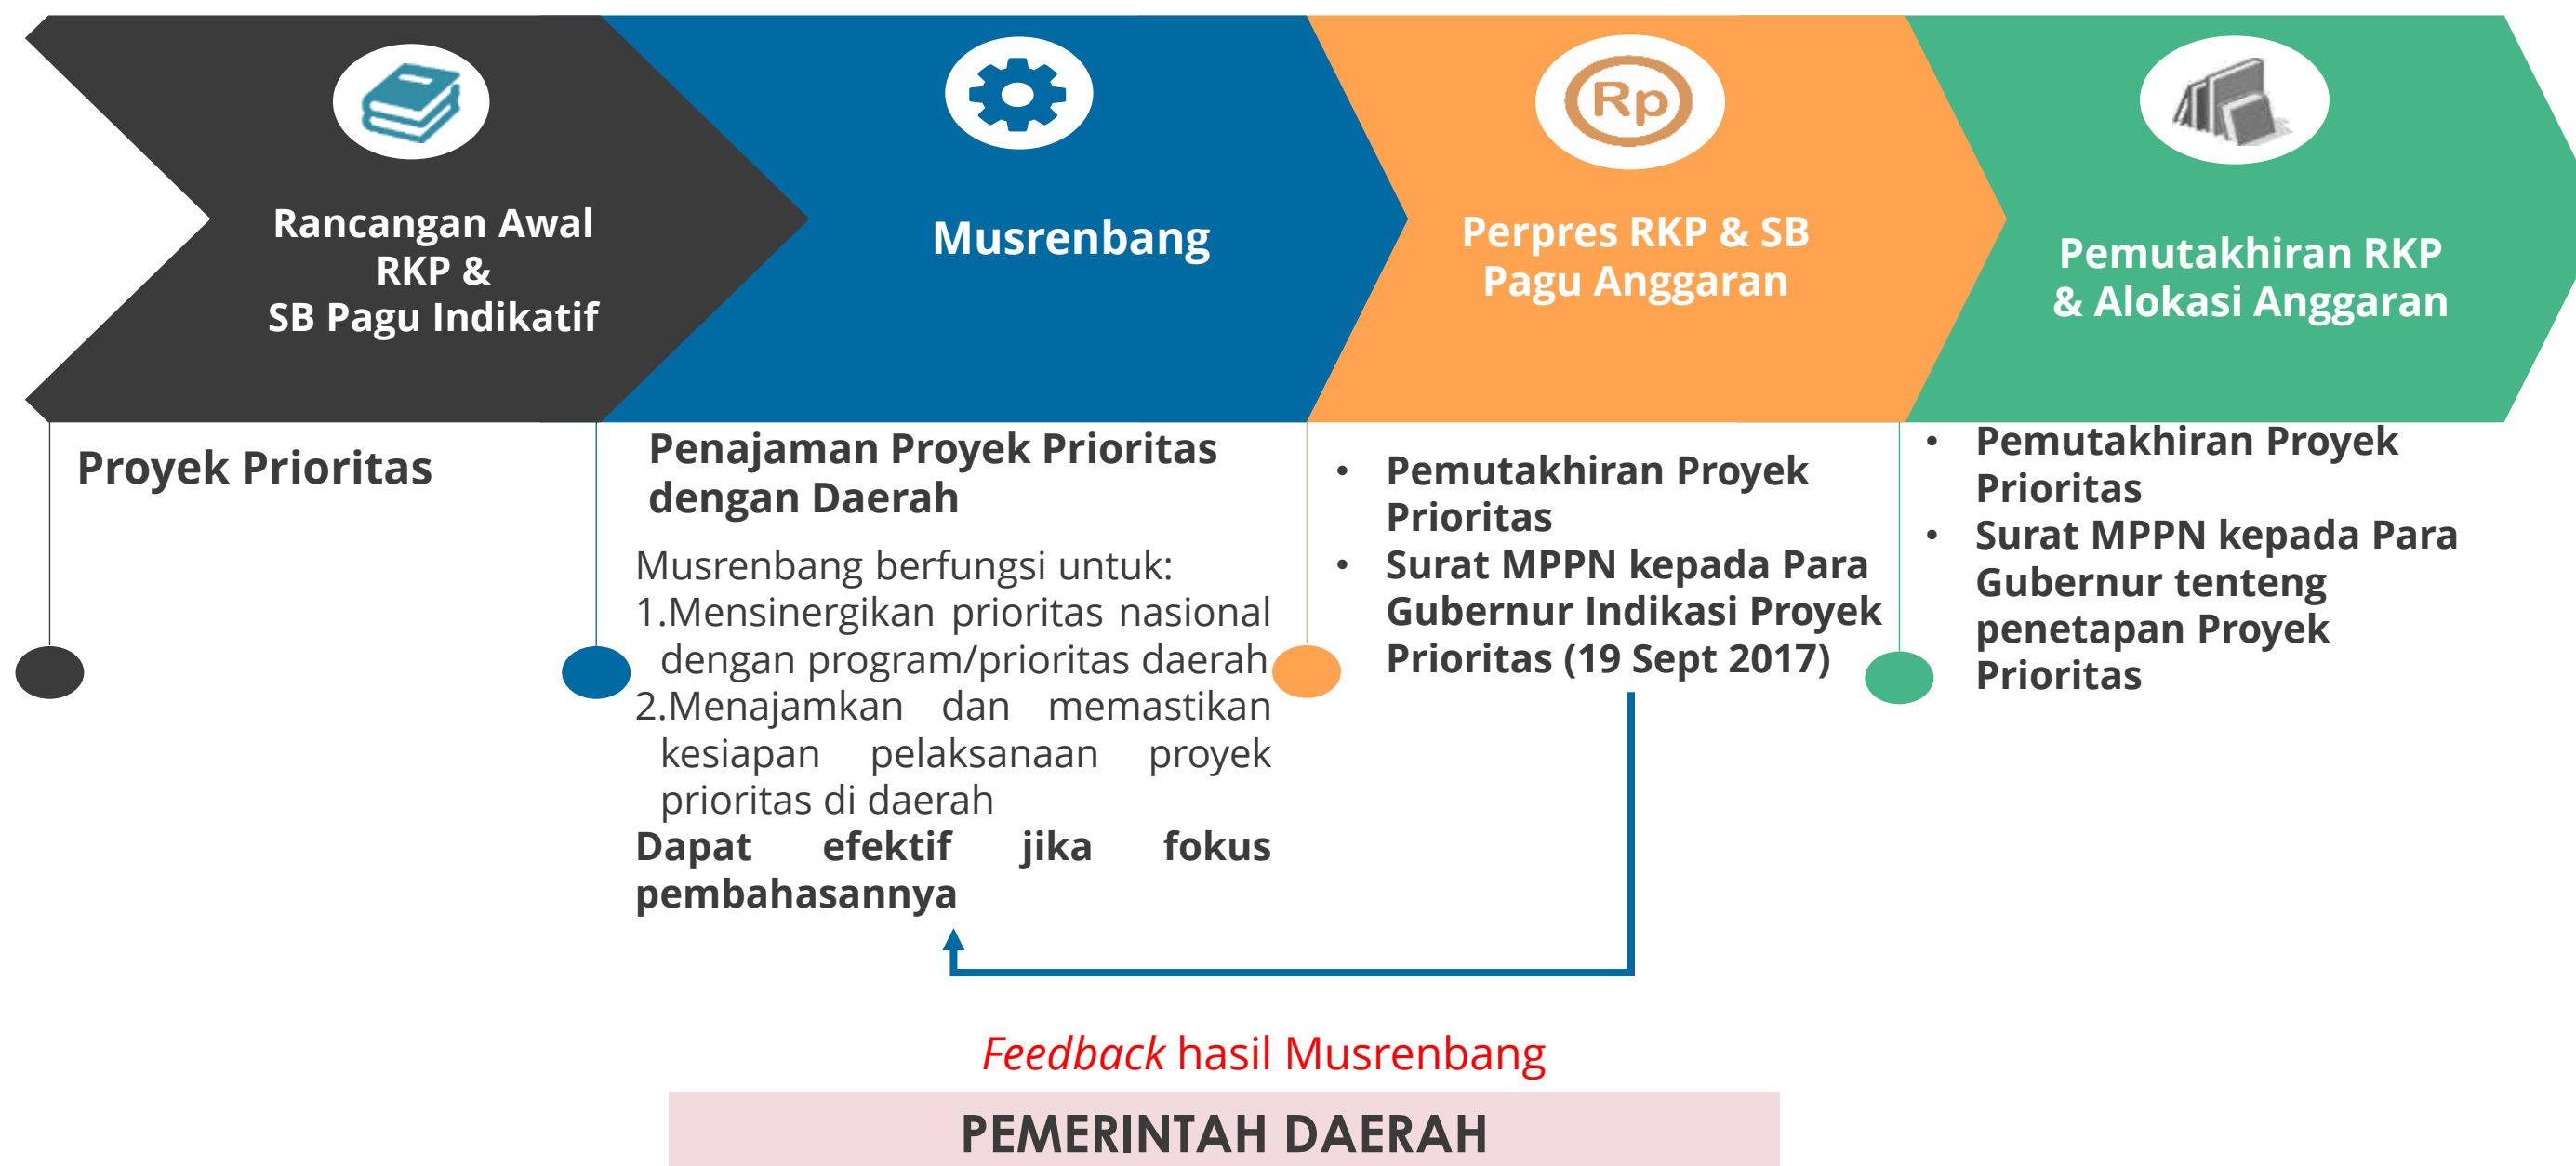 Rancangan Awal
RKP &
SB Pagu Indikatif
Musrenbang
Rp
Perpres RKP & SB
Pagu Anggaran
Pemutakhiran RKP
& Alokasi Anggaran
Proyek Prioritas
Penajaman Proyek Prioritas
dengan Daerah
Musrenbang berfungsi untuk:
1.Mensinergikan prioritas nasional
dengan program/prioritas daerah
2.Menajamkan dan memastikan
kesiapan pelaksanaan proyek
prioritas di daerah
Dapat efektif jika fokus
pembahasannya
• Pemutakhiran Proyek
Prioritas
• Surat MPPN kepada Para
Gubernur Indikasi Proyek
Prioritas (19 Sept 2017)
• Pemutakhiran Proyek
Prioritas
• Surat MPPN kepada Para
Gubernur tenteng
penetapan Proyek
Prioritas
Feedback hasil Musrenbang
PEMERINTAH DAERAH